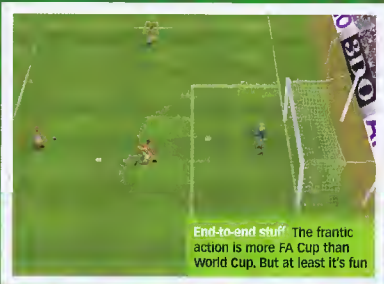 End-to-end stuff The frantic
action is more FA Cup than
World Cup. But at least it's fun